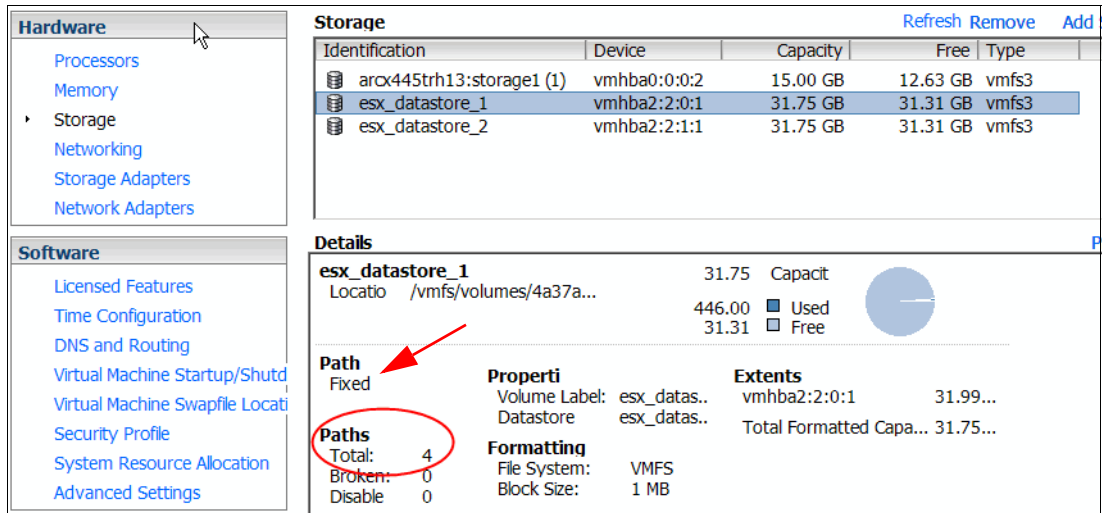 Hardware
Processors
Memory
Storage
Networking
Storage Adapters
Network Adapters
Software
Licensed Features
Time Configuration
DNS and Routing
Virtual Machine Startup/Shutd
Virtual Machine Swapfile Locati
Security Profile
System Resource Allocation
Advanced Settings
Storage Refresh Remove Add S
Identification Device Capacity Free Type
arcx445trh13:storage1 (1) vmhba0:0:0:2 15.00 GB 12.63 GB vmfs3
esx_datastore_1 vmhba2:2:0:1 31.75 GB 31.31 GB vmfs3
esx_datastore_2 vmhba2:2:1:1 31.75 GB 31.31 GB vmfs3
Details P
esx_datastore_1 31.75 Capacit
Locatio /vmfs/volumes/4a37a...
446.00 Used
31.31 Free
Path
Fixed
Paths
Total: 4
Broken: 0
Disable 0
Properti
Volume Label: esx_datas..
Datastore esx_datas..
Formatting
File System: VMFS
Block Size: 1 MB
Extents
vmhba2:2:0:1 31.99...
Total Formatted Capa... 31.75...